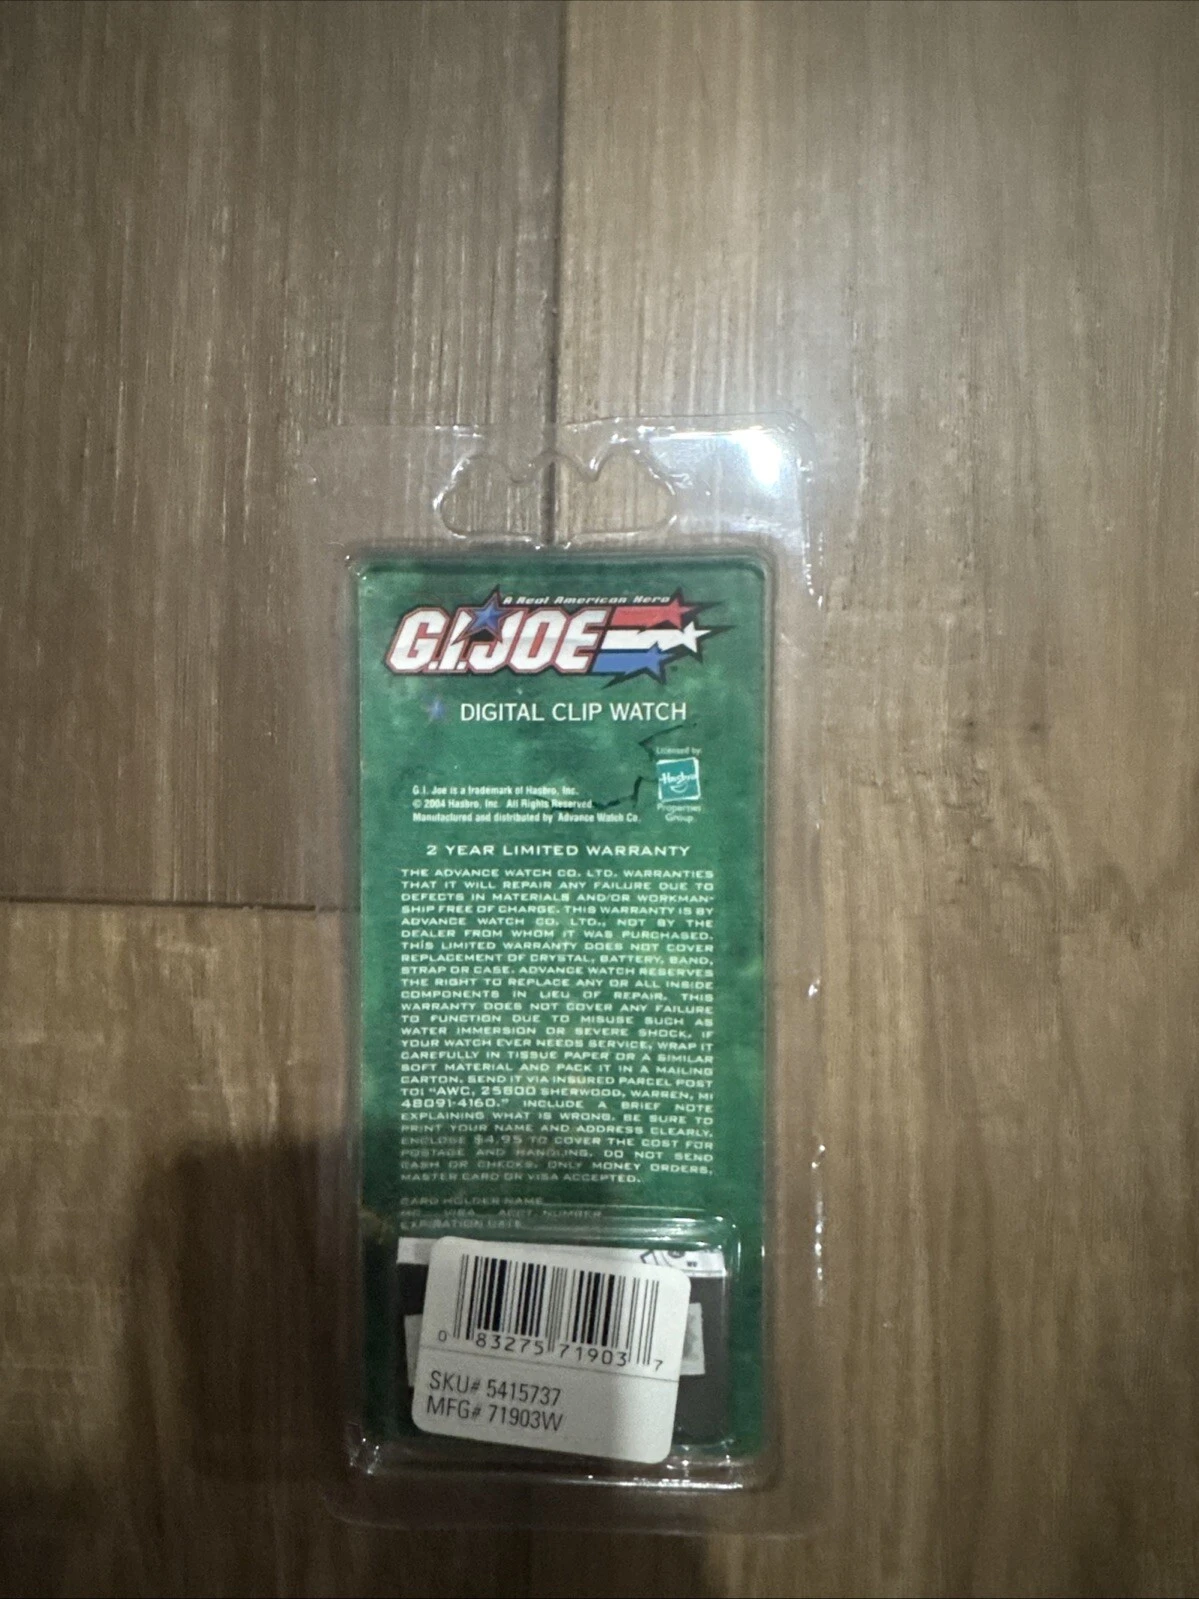 A Real American Hero
G.I.JOE
DIGITAL CLIP WATCH
Licensed by:
Hasbro
Properties
Group
G.I. Joe is a trademark of Hasbro, Inc.
© 2004 Hasbro, Inc. All Rights Reserved.
Manufactured and distributed by Advance Watch Co.
2 YEAR LIMITED WARRANTY
THE ADVANCE WATCH CO. LTD. WARRANTIES
THAT IT WILL REPAIR ANY FAILURE DUE TO
DEFECTS IN MATERIALS AND/OR WORKMAN-
SHIP FREE OF CHARGE. THIS WARRANTY IS BY
ADVANCE WATCH CO. LTD., NOT BY THE
DEALER FROM WHOM IT WAS PURCHASED.
THIS LIMITED WARRANTY DOES NOT COVER
REPLACEMENT OF CRYSTAL, BATTERY, BAND,
STRAP OR CASE. ADVANCE WATCH RESERVES
THE RIGHT TO REPLACE ANY OR ALL INSIDE
COMPONENTS IN LIEU OF REPAIR. THIS
WARRANTY DOES NOT COVER ANY FAILURE
TO FUNCTION DUE TO MISUSE SUCH AS
WATER IMMERSION OR SEVERE SHOCK. IF
YOUR WATCH EVER NEEDS SERVICE, WRAP IT
CAREFULLY IN TISSUE PAPER OR A SIMILAR
SOFT MATERIAL AND PACK IT IN A MAILING
CARTON. SEND IT VIA INSURED PARCEL POST
TO: "AWC, 25800 SHERWOOD, WARREN, MI
48091-4160." INCLUDE A BRIEF NOTE
EXPLAINING WHAT IS WRONG. BE SURE TO
PRINT YOUR NAME AND ADDRESS CLEARLY.
ENCLOSE $4.95 TO COVER THE COST FOR
POSTAGE AND HANDLING. DO NOT SEND
CASH OR CHECKS. ONLY MONEY ORDERS,
MASTER CARD OR VISA ACCEPTED.
CARD HOLDER NAME
MC VISA ACCT. NUMBER
EXPIRATION DATE
0 83275 71903 7
SKU# 5415737
MFG# 71903W